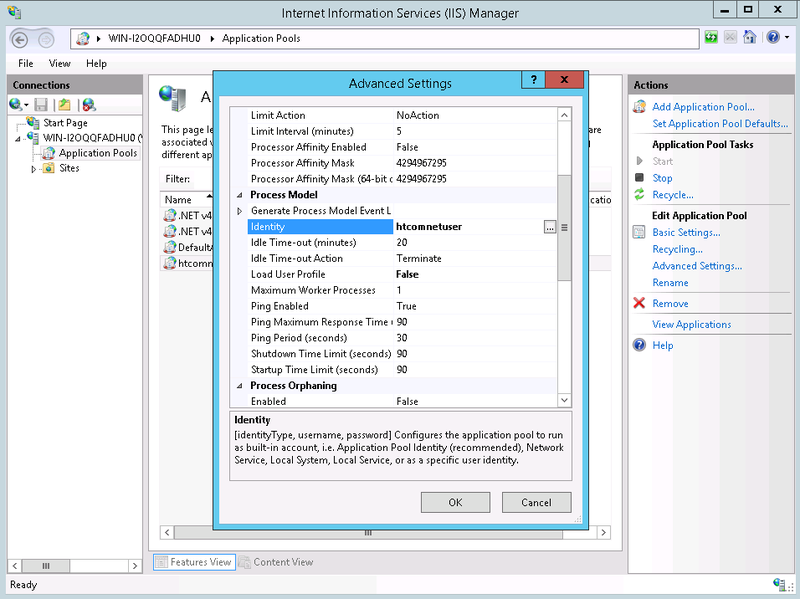 Internet Information Services (IIS) Manager
WIN-I2OQQFADHU0
Application Pools
File View Help
Connections
Start Page
WIN-I2OQQFADHU0 (
Application Pools
Sites
A
This page le
associated
different ap
are
Filter:
Name
catio
.NET v4
.NET v4
DefaultA
htcomn
Advanced Settings
?
X
Limit Action NoAction
Limit Interval (minutes) 5
Processor Affinity Enabled False
Processor Affinity Mask 4294967295
Processor Affinity Mask (64-bit o 4294967295
Process Model
Generate Process Model Event L
Identity htcomnetuser ...
Idle Time-out (minutes) 20
Idle Time-out Action Terminate
Load User Profile False
Maximum Worker Processes 1
Ping Enabled True
Ping Maximum Response Time ( 90
Ping Period (seconds) 30
Shutdown Time Limit (seconds) 90
Startup Time Limit (seconds) 90
Process Orphaning
Enabled False
Identity
[identityType, username, password] Configures the application pool to run
as built-in account, i.e. Application Pool Identity (recommended), Network
Service, Local System, Local Service, or as a specific user identity.
OK Cancel
Features View Content View
Actions
Add Application Pool...
Set Application Pool Defaults...
Application Pool Tasks
Start
Stop
Recycle...
Edit Application Pool
Basic Settings...
Recycling...
Advanced Settings...
Rename
Remove
View Applications
Help
Ready